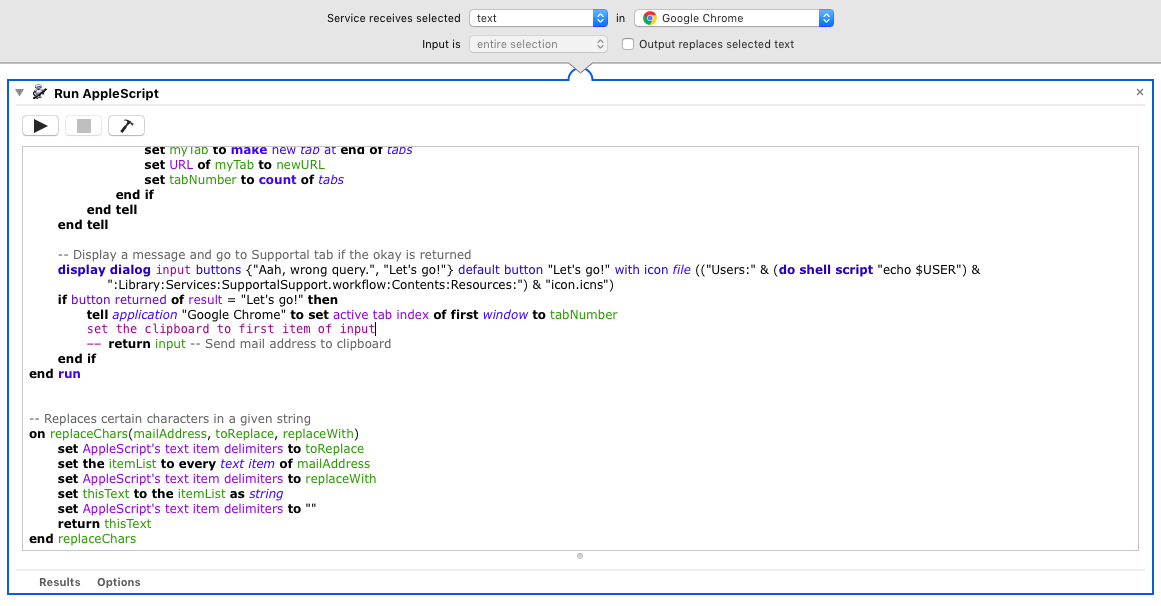 Service receives selected text in Google Chrome
Input is entire selection Output replaces selected text
Run AppleScript
set myTab to make new tab at end of tabs
set URL of myTab to newURL
set tabNumber to count of tabs
end if
end tell
end tell
-- Display a message and go to Supportal tab if the okay is returned
display dialog input buttons {"Aah, wrong query.", "Let's go!"} default button "Let's go!" with icon file (("Users:" & (do shell script "echo $USER") &
":Library:Services:SupportalSupport.workflow:Contents:Resources:") & "icon.icns")
if button returned of result = "Let's go!" then
tell application "Google Chrome" to set active tab index of first window to tabNumber
set the clipboard to first item of input
-- return input -- Send mail address to clipboard
end if
end run
-- Replaces certain characters in a given string
on replaceChars(mailAddress, toReplace, replaceWith)
set AppleScript's text item delimiters to toReplace
set the itemList to every text item of mailAddress
set AppleScript's text item delimiters to replaceWith
set thisText to the itemList as string
set AppleScript's text item delimiters to ""
return thisText
end replaceChars
Results Options